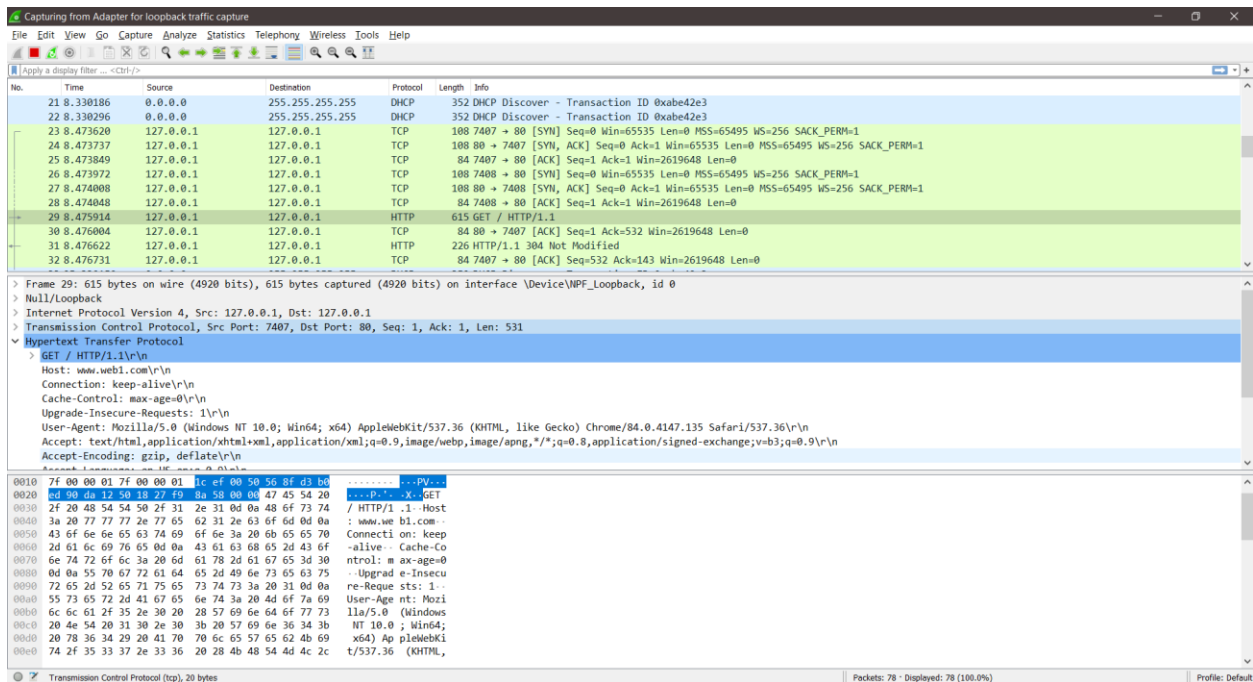 Capturing from Adapter for loopback traffic capture
File Edit View Go Capture Analyze Statistics Telephony Wireless Tools Help
Apply a display filter ... <Ctrl-/>
No. Time Source Destination Protocol Length Info
21 8.330186 0.0.0.0 255.255.255.255 DHCP 352 DHCP Discover - Transaction ID 0xabe42e3
22 8.330296 0.0.0.0 255.255.255.255 DHCP 352 DHCP Discover - Transaction ID 0xabe42e3
23 8.473620 127.0.0.1 127.0.0.1 TCP 108 7407 → 80 [SYN] Seq=0 Win=65535 Len=0 MSS=65495 WS=256 SACK_PERM=1
24 8.473737 127.0.0.1 127.0.0.1 TCP 108 80 → 7407 [SYN, ACK] Seq=0 Ack=1 Win=65535 Len=0 MSS=65495 WS=256 SACK_PERM=1
25 8.473849 127.0.0.1 127.0.0.1 TCP 84 7407 → 80 [ACK] Seq=1 Ack=1 Win=2619648 Len=0
26 8.473972 127.0.0.1 127.0.0.1 TCP 108 7408 → 80 [SYN] Seq=0 Win=65535 Len=0 MSS=65495 WS=256 SACK_PERM=1
27 8.474008 127.0.0.1 127.0.0.1 TCP 108 80 → 7408 [SYN, ACK] Seq=0 Ack=1 Win=65535 Len=0 MSS=65495 WS=256 SACK_PERM=1
28 8.474048 127.0.0.1 127.0.0.1 TCP 84 7408 → 80 [ACK] Seq=1 Ack=1 Win=2619648 Len=0
29 8.475914 127.0.0.1 127.0.0.1 HTTP 615 GET / HTTP/1.1
30 8.476004 127.0.0.1 127.0.0.1 TCP 84 80 → 7407 [ACK] Seq=1 Ack=532 Win=2619648 Len=0
31 8.476622 127.0.0.1 127.0.0.1 HTTP 226 HTTP/1.1 304 Not Modified
32 8.476731 127.0.0.1 127.0.0.1 TCP 84 7407 → 80 [ACK] Seq=532 Ack=143 Win=2619648 Len=0
> Frame 29: 615 bytes on wire (4920 bits), 615 bytes captured (4920 bits) on interface \Device\NPF_Loopback, id 0
> Null/Loopback
> Internet Protocol Version 4, Src: 127.0.0.1, Dst: 127.0.0.1
> Transmission Control Protocol, Src Port: 7407, Dst Port: 80, Seq: 1, Ack: 1, Len: 531
Hypertext Transfer Protocol
> GET / HTTP/1.1\r\n
Host: www.web1.com\r\n
Connection: keep-alive\r\n
Cache-Control: max-age=0\r\n
Upgrade-Insecure-Requests: 1\r\n
User-Agent: Mozilla/5.0 (Windows NT 10.0; Win64; x64) AppleWebKit/537.36 (KHTML, like Gecko) Chrome/84.0.4147.135 Safari/537.36\r\n
Accept: text/html,application/xhtml+xml,application/xml;q=0.9,image/webp,image/apng,*/*;q=0.8,application/signed-exchange;v=b3;q=0.9\r\n
Accept-Encoding: gzip, deflate\r\n
0010 7f 00 00 01 7f 00 00 01 1c ef 00 50 56 8f d3 b0 ········ ···PV···
0020 ed 90 da 12 50 18 27 f9 8a 58 00 00 47 45 54 20 ····P·'· ·X··GET
0030 2f 20 48 54 54 50 2f 31 2e 31 0d 0a 48 6f 73 74 / HTTP/1 .1··Host
0040 3a 20 77 77 77 2e 77 65 62 31 2e 63 6f 6d 0d 0a : www.we b1.com··
0050 43 6f 6e 6e 65 63 74 69 6f 6e 3a 20 6b 65 65 70 Connecti on: keep
0060 2d 61 6c 69 76 65 0d 0a 43 61 63 68 65 2d 43 6f -alive·· Cache-Co
0070 6e 74 72 6f 6c 3a 20 6d 61 78 2d 61 67 65 3d 30 ntrol: m ax-age=0
0080 0d 0a 55 70 67 72 61 64 65 2d 49 6e 73 65 63 75 ··Upgrad e-Insecu
0090 72 65 2d 52 65 71 75 65 73 74 73 3a 20 31 0d 0a re-Reque sts: 1··
00a0 55 73 65 72 2d 41 67 65 6e 74 3a 20 4d 6f 7a 69 User-Age nt: Mozi
00b0 6c 6c 61 2f 35 2e 30 20 28 57 69 6e 64 6f 77 73 lla/5.0 (Windows
00c0 20 4e 54 20 31 30 2e 30 3b 20 57 69 6e 36 34 3b NT 10.0 ; Win64;
00d0 20 78 36 34 29 20 41 70 70 6c 65 57 65 62 4b 69 x64) Ap pleWebKi
00e0 74 2f 35 33 37 2e 33 36 20 28 4b 48 54 4d 4c 2c t/537.36 (KHTML,
Transmission Control Protocol (tcp), 20 bytes
Packets: 78 · Displayed: 78 (100.0%)
Profile: Default